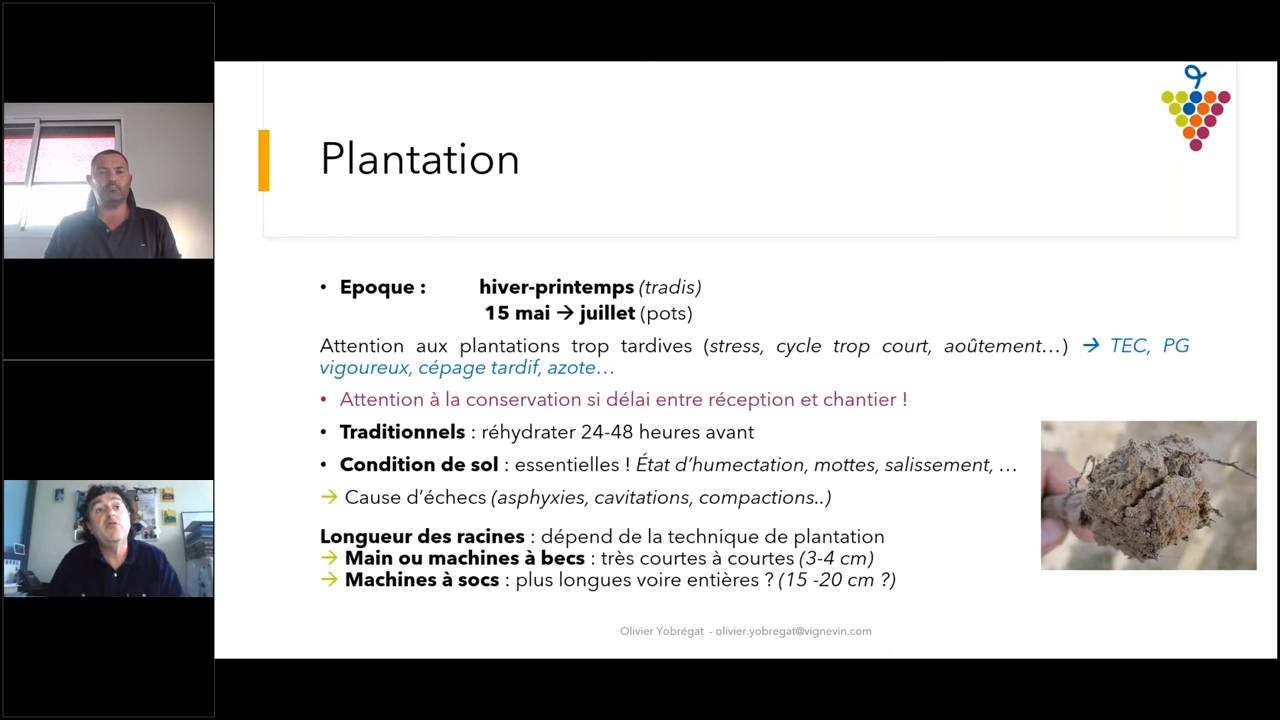 Plantation
• Epoque : hiver-printemps (tradis)
15 mai → juillet (pots)
Attention aux plantations trop tardives (stress, cycle trop court, aoûtement…) → TEC, PG
vigoureux, cépage tardif, azote…
• Attention à la conservation si délai entre réception et chantier !
• Traditionnels : réhydrater 24-48 heures avant
• Condition de sol : essentielles ! État d’humectation, mottes, salissement, …
→ Cause d’échecs (asphyxies, cavitations, compactions..)
Longueur des racines : dépend de la technique de plantation
→ Main ou machines à becs : très courtes à courtes (3-4 cm)
→ Machines à socs : plus longues voire entières ? (15 -20 cm ?)
Olivier Yobrégat - olivier.yobregat@vignevin.com